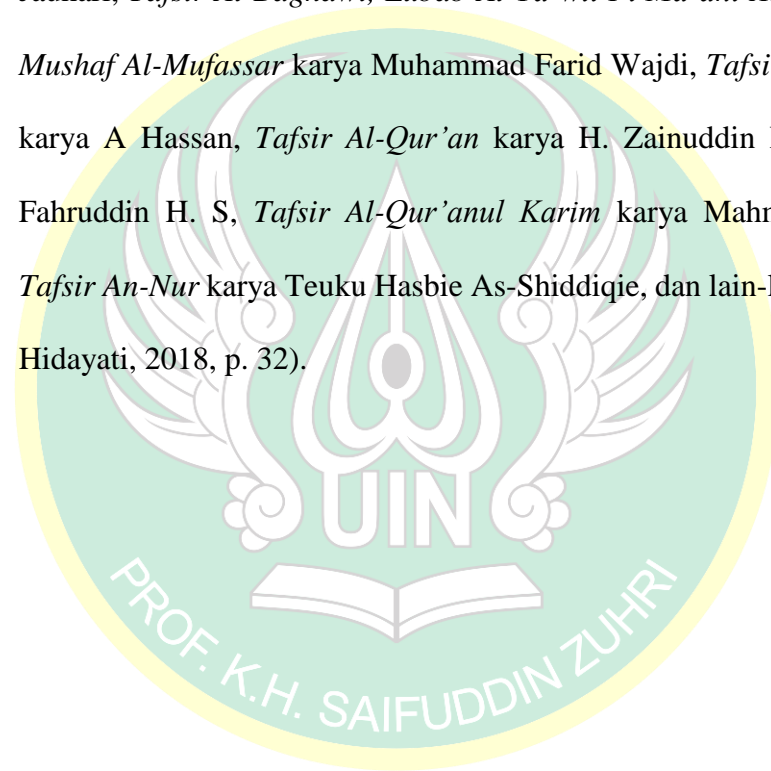 Mushaf Al-Mufassar karya Muhammad Farid Wajdi,
karya A Hassan, Tafsir Al-Qur’an karya H. Zainuddin
Fahruddin H. S, Tafsir Al-Qur’anul Karim karya
Tafsir An-Nur karya Teuku Hasbie As-Shiddiqie, dan
Hidayati, 2018, p. 32).
UIN
PROF. K.H. SAIFUDDIN ZUHRI